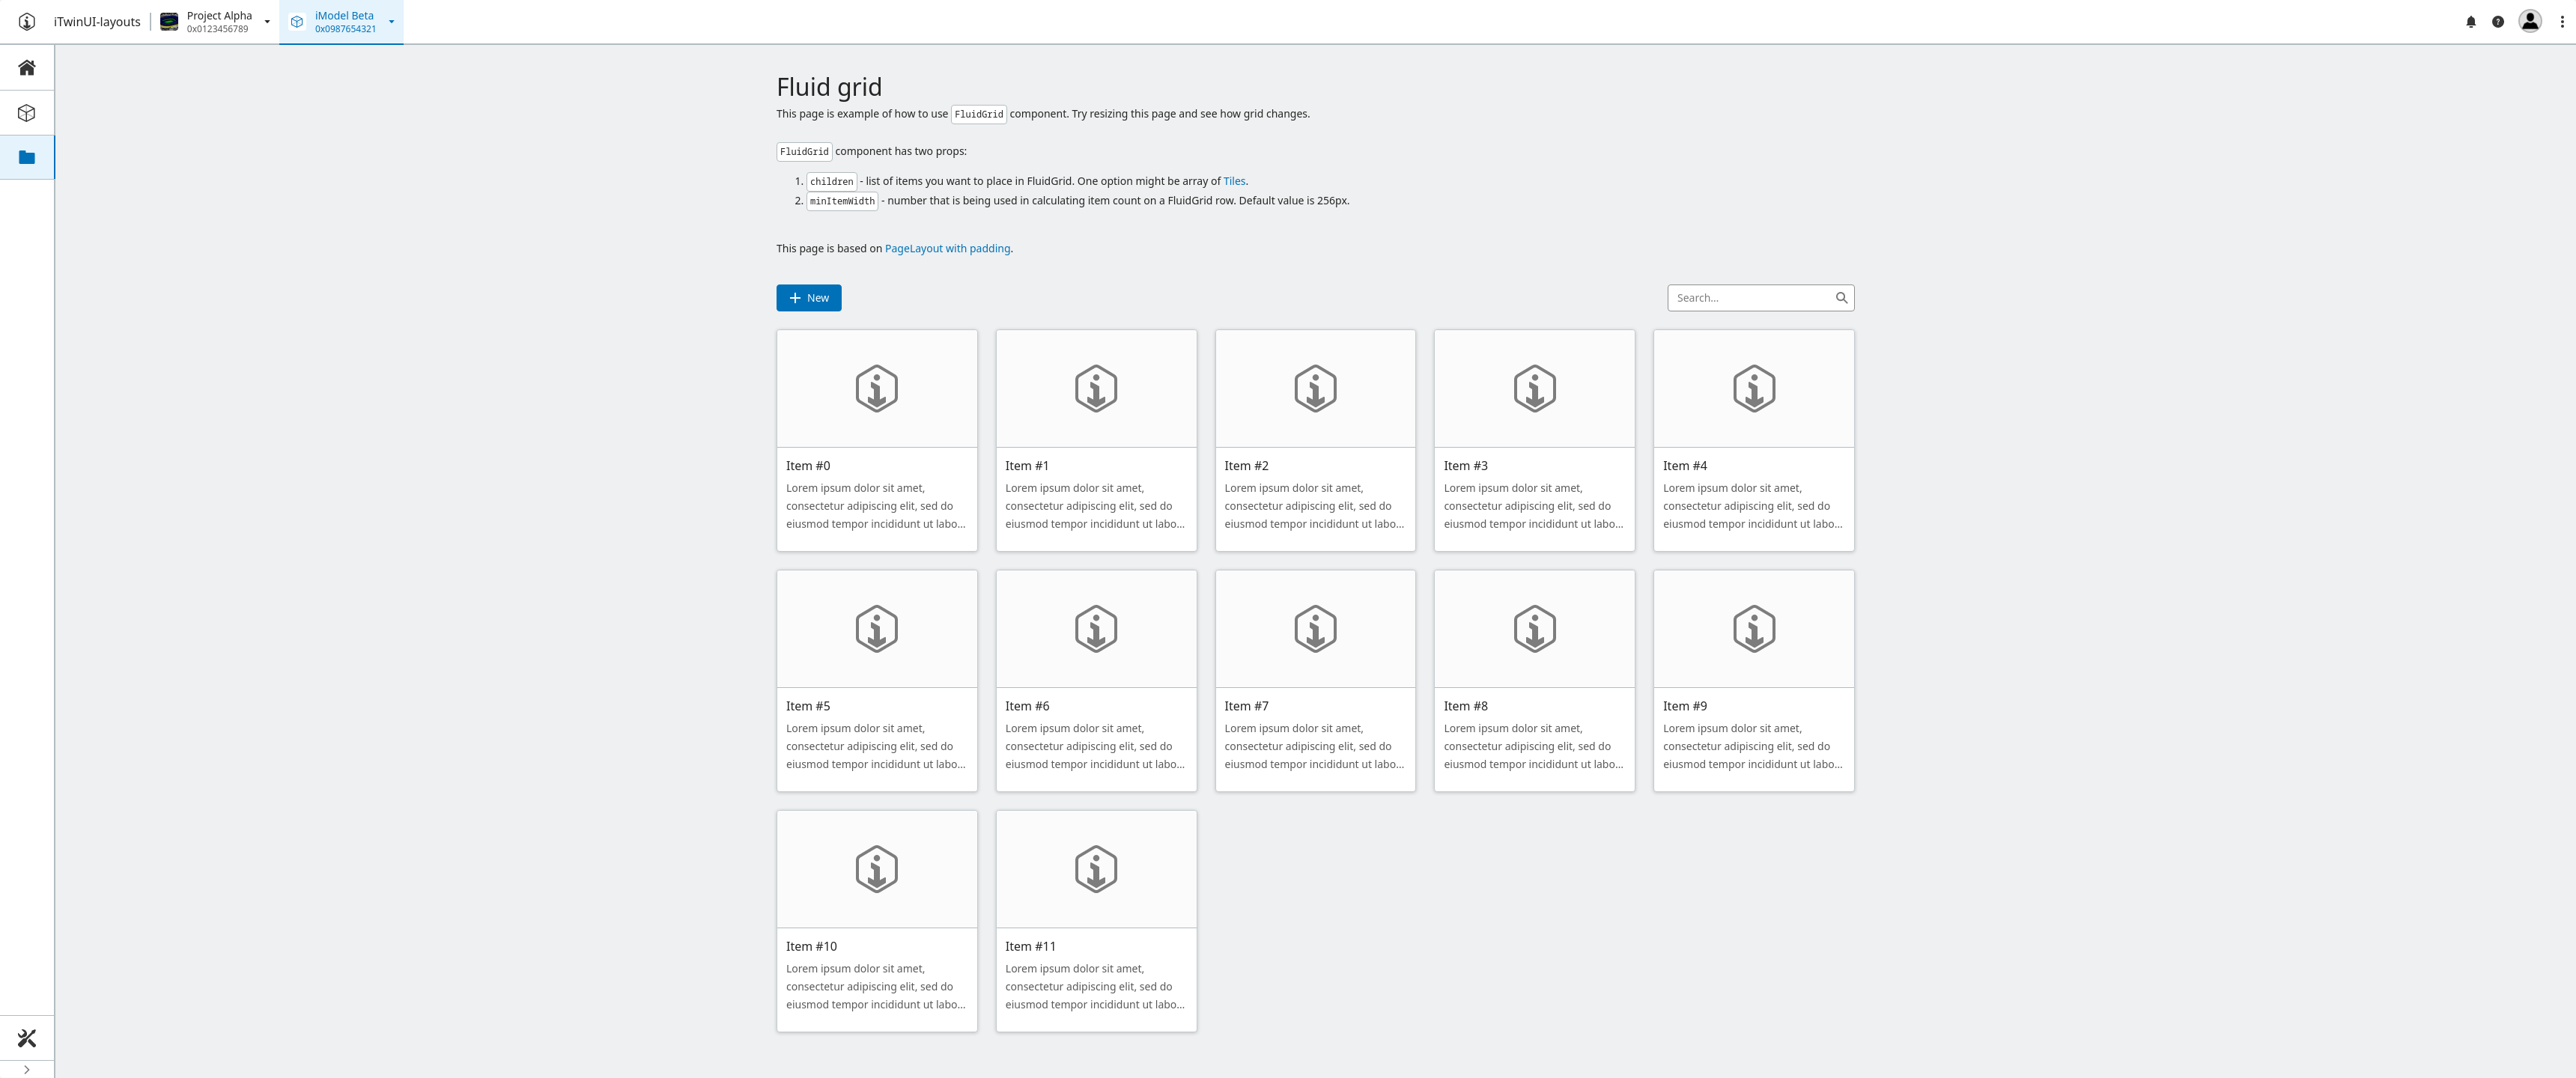 iTwinUI-layouts
Project Alpha
0x0123456789
iModel Beta
0x0987654321
Fluid grid
This page is example of how to use FluidGrid component. Try resizing this page and see how grid changes.
FluidGrid component has two props:
1. children - list of items you want to place in FluidGrid. One option might be array of Tiles.
2. minItemWidth - number that is being used in calculating item count on a FluidGrid row. Default value is 256px.
This page is based on PageLayout with padding.
New
Search...
Item #0
Lorem ipsum dolor sit amet,
consectetur adipiscing elit, sed do
eiusmod tempor incididunt ut labo...
Item #1
Lorem ipsum dolor sit amet,
consectetur adipiscing elit, sed do
eiusmod tempor incididunt ut labo...
Item #2
Lorem ipsum dolor sit amet,
consectetur adipiscing elit, sed do
eiusmod tempor incididunt ut labo...
Item #3
Lorem ipsum dolor sit amet,
consectetur adipiscing elit, sed do
eiusmod tempor incididunt ut labo...
Item #4
Lorem ipsum dolor sit amet,
consectetur adipiscing elit, sed do
eiusmod tempor incididunt ut labo...
Item #5
Lorem ipsum dolor sit amet,
consectetur adipiscing elit, sed do
eiusmod tempor incididunt ut labo...
Item #6
Lorem ipsum dolor sit amet,
consectetur adipiscing elit, sed do
eiusmod tempor incididunt ut labo...
Item #7
Lorem ipsum dolor sit amet,
consectetur adipiscing elit, sed do
eiusmod tempor incididunt ut labo...
Item #8
Lorem ipsum dolor sit amet,
consectetur adipiscing elit, sed do
eiusmod tempor incididunt ut labo...
Item #9
Lorem ipsum dolor sit amet,
consectetur adipiscing elit, sed do
eiusmod tempor incididunt ut labo...
Item #10
Lorem ipsum dolor sit amet,
consectetur adipiscing elit, sed do
eiusmod tempor incididunt ut labo...
Item #11
Lorem ipsum dolor sit amet,
consectetur adipiscing elit, sed do
eiusmod tempor incididunt ut labo...